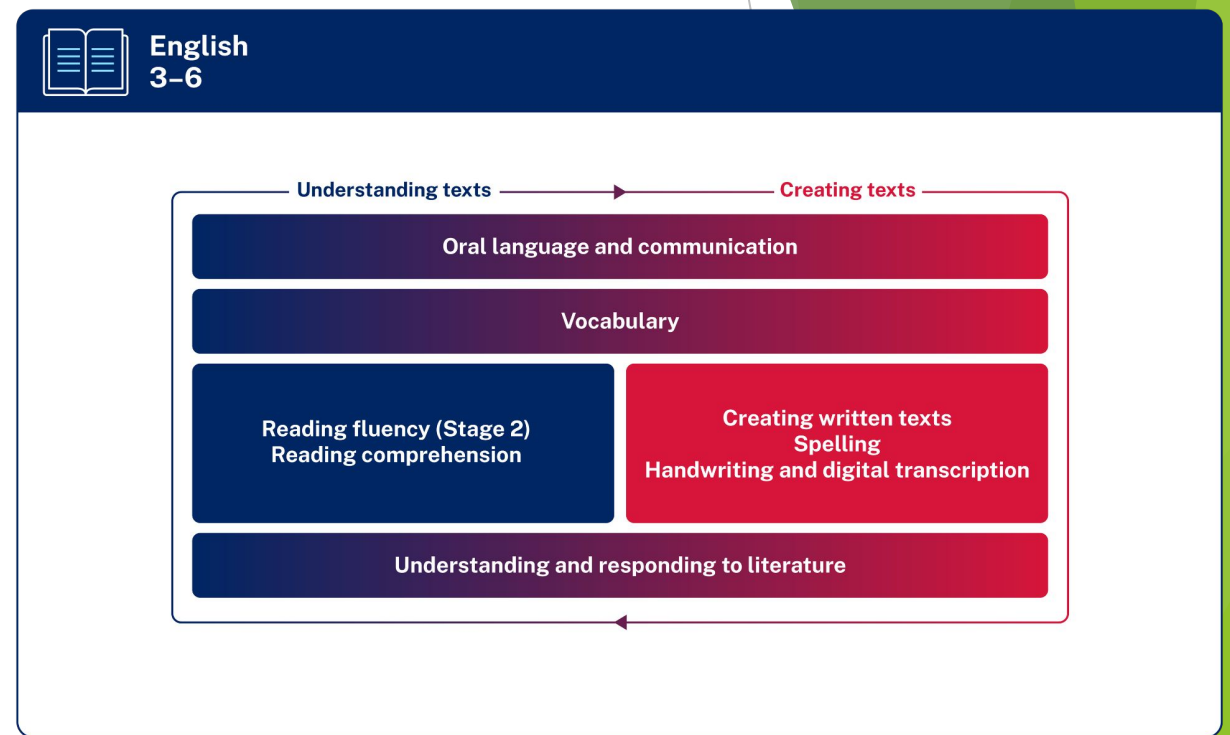 English
3–6
Understanding texts
Creating texts
Oral language and communication
Vocabulary
Reading fluency (Stage 2)
Reading comprehension
Creating written texts
Spelling
Handwriting and digital transcription
Understanding and responding to literature